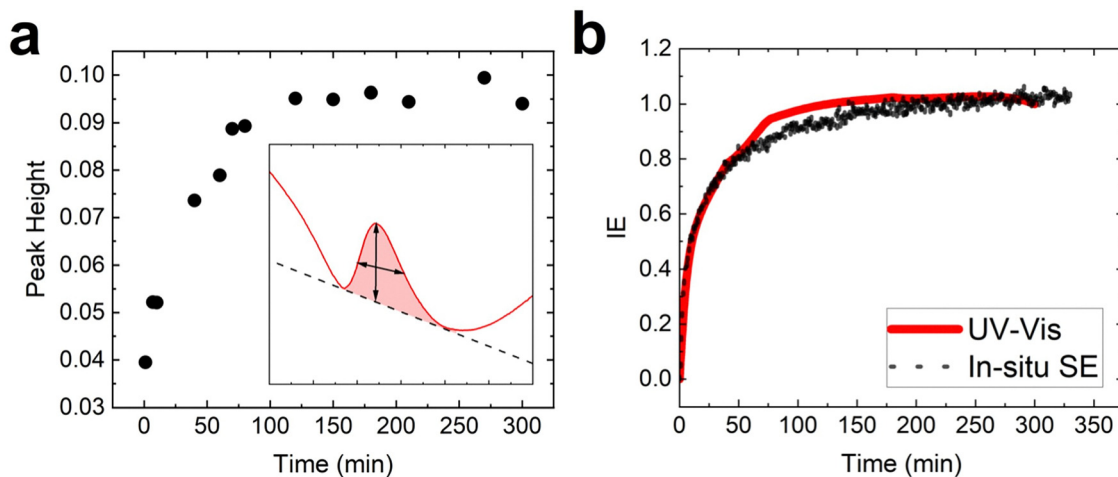 a
0.10
0.09
0.08
0.07
0.06
0.05
0.04
0.03
Peak Height
0 50 100 150 200 250 300
Time (min)
b
1.2
1.0
0.8
0.6
0.4
0.2
0.0
IE
UV-Vis
In-situ SE
0 50 100 150 200 250 300 350
Time (min)